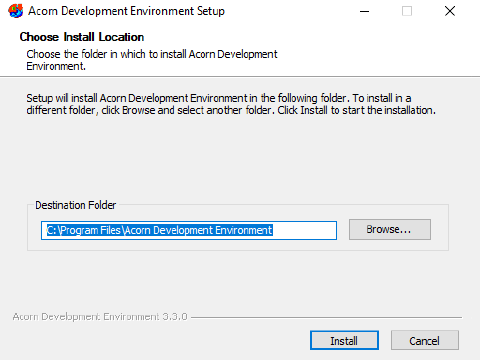 Acorn Development Environment Setup
Choose Install Location
Choose the folder in which to install Acorn Development
Environment.
Setup will install Acorn Development Environment in the following folder. To install in a
different folder, click Browse and select another folder. Click Install to start the installation.
Destination Folder
C:\Program Files\Acorn Development Environment
Browse...
Acorn Development Environment 3.3.0
Install
Cancel